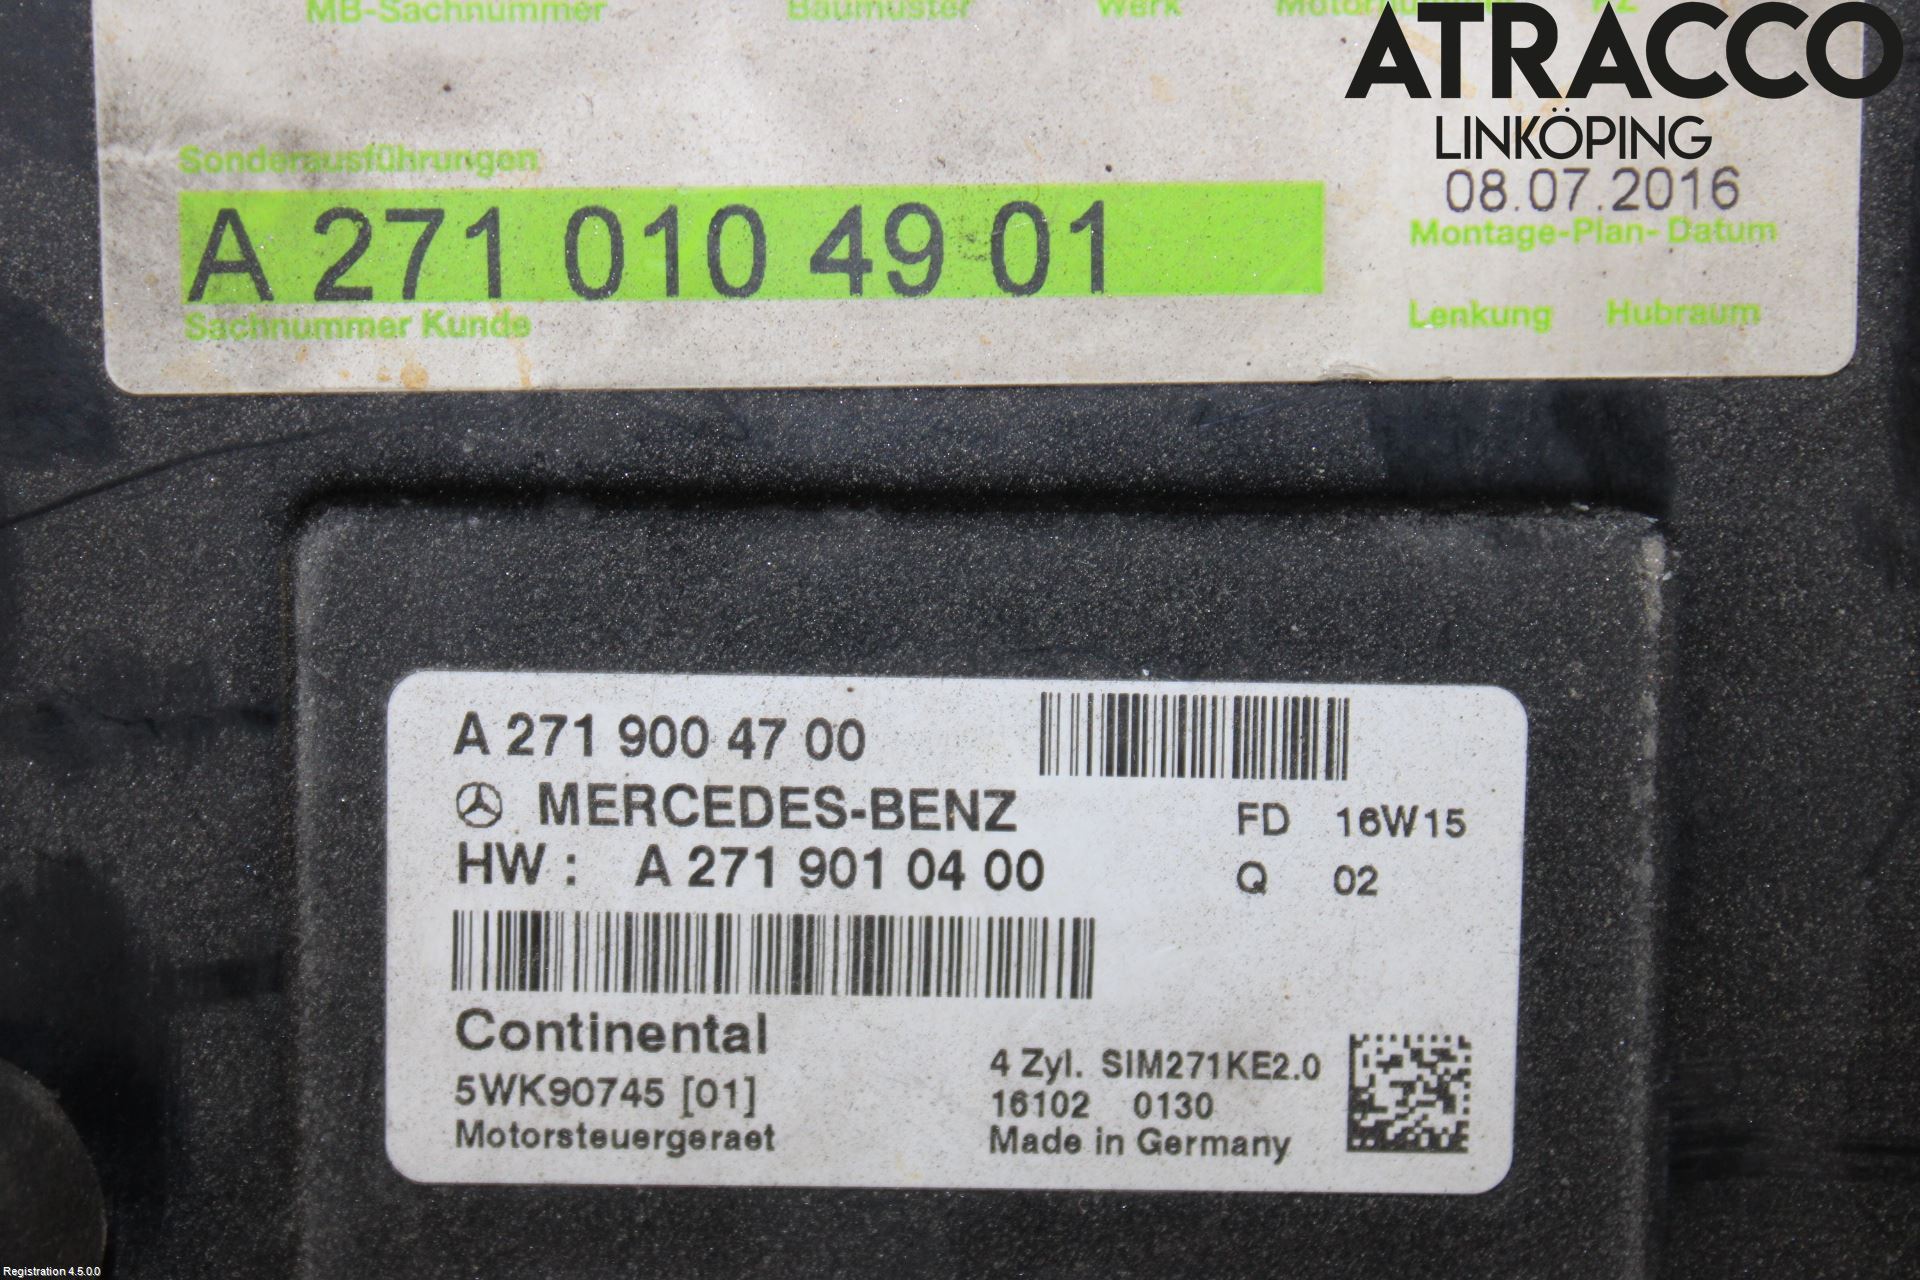 MB-Sachnummer Baumuster Werk
ATRACCO
LINKÖPING
Sonderausführungen
08.07.2016
A 271 010 49 01
Montage-Plan-Datum
Sachnummer Kunde
Lenkung Hubraum
A 271 900 47 00
MERCEDES-BENZ FD 16W15
HW : A 271 901 04 00 Q 02
Continental
4 Zyl. SIM271KE2.0
5WK90745 [01]
16102 0130
Motorsteuergeraet
Made in Germany
Registration 4.5.0.0